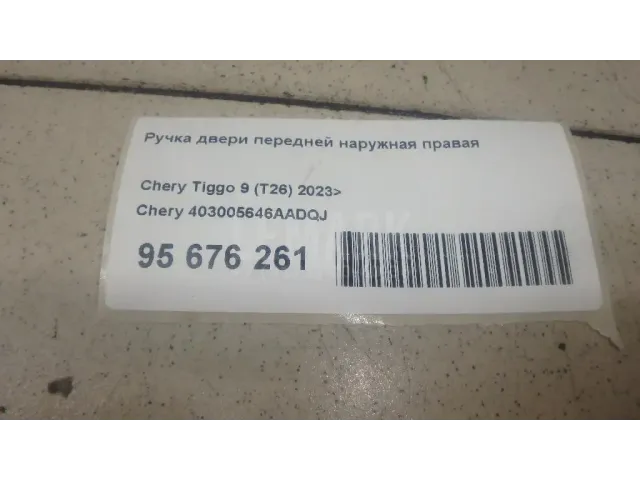 Ручка двери передней наружная правая
Chery Tiggo 9 (T26) 2023>
Chery 403005646AADQJ
95 676 261